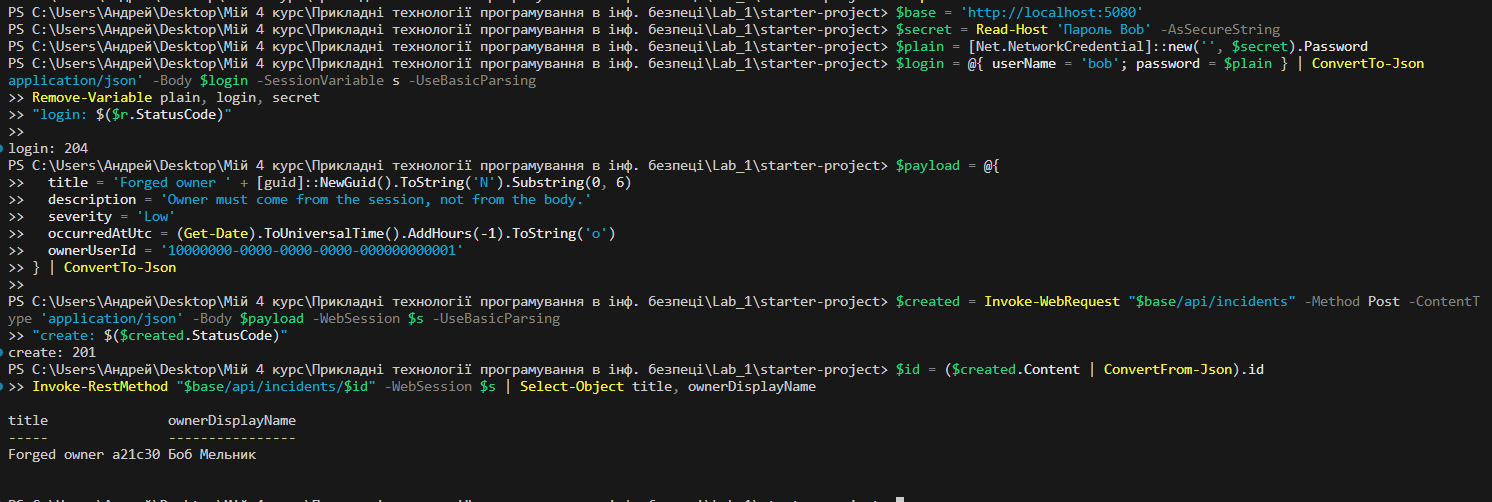 PS C:\Users\Андрей\Desktop\Мій 4 курс\Прикладні технології програмування в інф. безпеці\Lab_1\starter-project> $base = 'http://localhost:5080'
PS C:\Users\Андрей\Desktop\Мій 4 курс\Прикладні технології програмування в інф. безпеці\Lab_1\starter-project> $secret = Read-Host 'Пароль Bob' -AsSecureString
PS C:\Users\Андрей\Desktop\Мій 4 курс\Прикладні технології програмування в інф. безпеці\Lab_1\starter-project> $plain = [Net.NetworkCredential]::new('', $secret).Password
PS C:\Users\Андрей\Desktop\Мій 4 курс\Прикладні технології програмування в інф. безпеці\Lab_1\starter-project> $login = @{ userName = 'bob'; password = $plain } | ConvertTo-Json
application/json' -Body $login -SessionVariable s -UseBasicParsing
>> Remove-Variable plain, login, secret
>> "login: $($r.StatusCode)"
>>
login: 204
PS C:\Users\Андрей\Desktop\Мій 4 курс\Прикладні технології програмування в інф. безпеці\Lab_1\starter-project> $payload = @{
>>   title = 'Forged owner ' + [guid]::NewGuid().ToString('N').Substring(0, 6)
>>   description = 'Owner must come from the session, not from the body.'
>>   severity = 'Low'
>>   occurredAtUtc = (Get-Date).ToUniversalTime().AddHours(-1).ToString('o')
>>   ownerUserId = '10000000-0000-0000-0000-000000000001'
>> } | ConvertTo-Json
>>
PS C:\Users\Андрей\Desktop\Мій 4 курс\Прикладні технології програмування в інф. безпеці\Lab_1\starter-project> $created = Invoke-WebRequest "$base/api/incidents" -Method Post -ContentT
ype 'application/json' -Body $payload -WebSession $s -UseBasicParsing
>> "create: $($created.StatusCode)"
create: 201
PS C:\Users\Андрей\Desktop\Мій 4 курс\Прикладні технології програмування в інф. безпеці\Lab_1\starter-project> $id = ($created.Content | ConvertFrom-Json).id
>> Invoke-RestMethod "$base/api/incidents/$id" -WebSession $s | Select-Object title, ownerDisplayName
title ownerDisplayName
----- ----------------
Forged owner a21c30 Боб Мельник